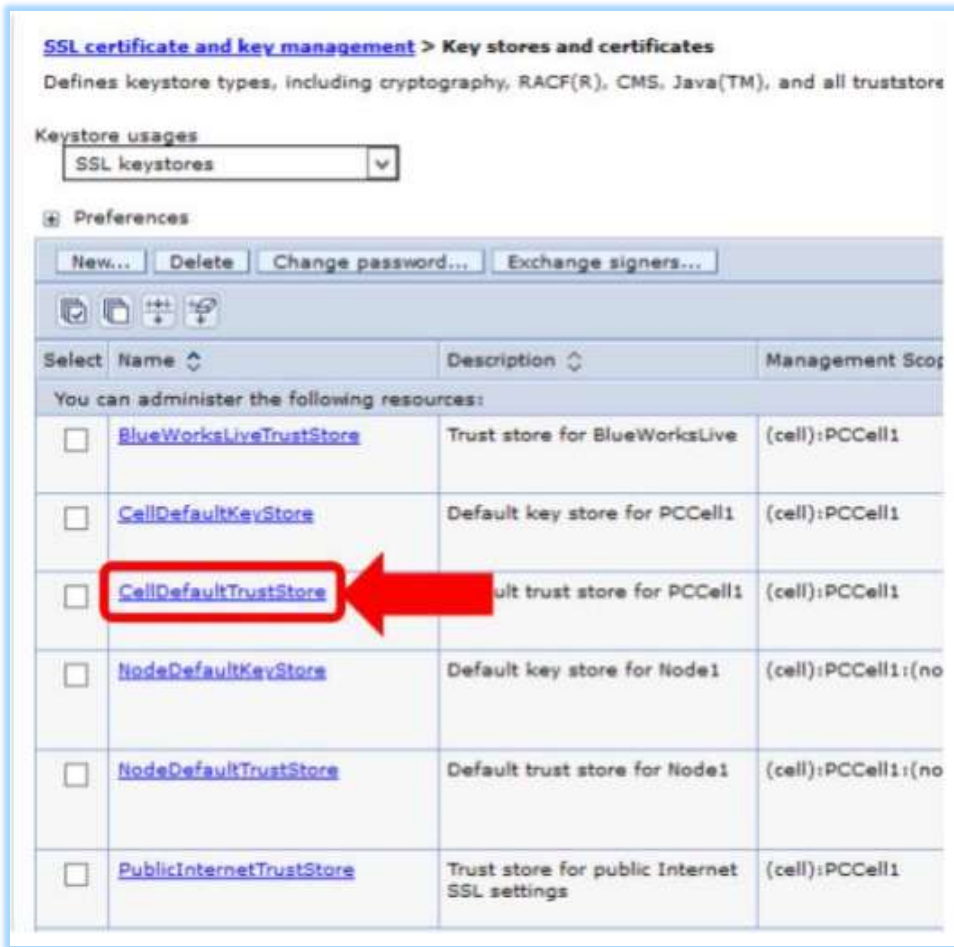 SSL certificate and key management > Key stores and certificates
Defines keystore types, including cryptography, RACF(R), CMS, Java(TM), and all truststore
Keystore usages
SSL keystores
Preferences
New... Delete Change password... Exchange signers...
Select Name Description Management Scop
You can administer the following resources:
BlueWorksLiveTrustStore Trust store for BlueWorksLive (cell):PCCell1
CellDefaultKeyStore Default key store for PCCell1 (cell):PCCell1
CellDefaultTrustStore ult trust store for PCCell1 (cell):PCCell1
NodeDefaultKeyStore Default key store for Node1 (cell):PCCell1:(no
NodeDefaultTrustStore Default trust store for Node1 (cell):PCCell1:(no
PublicInternetTrustStore Trust store for public Internet (cell):PCCell1
SSL settings